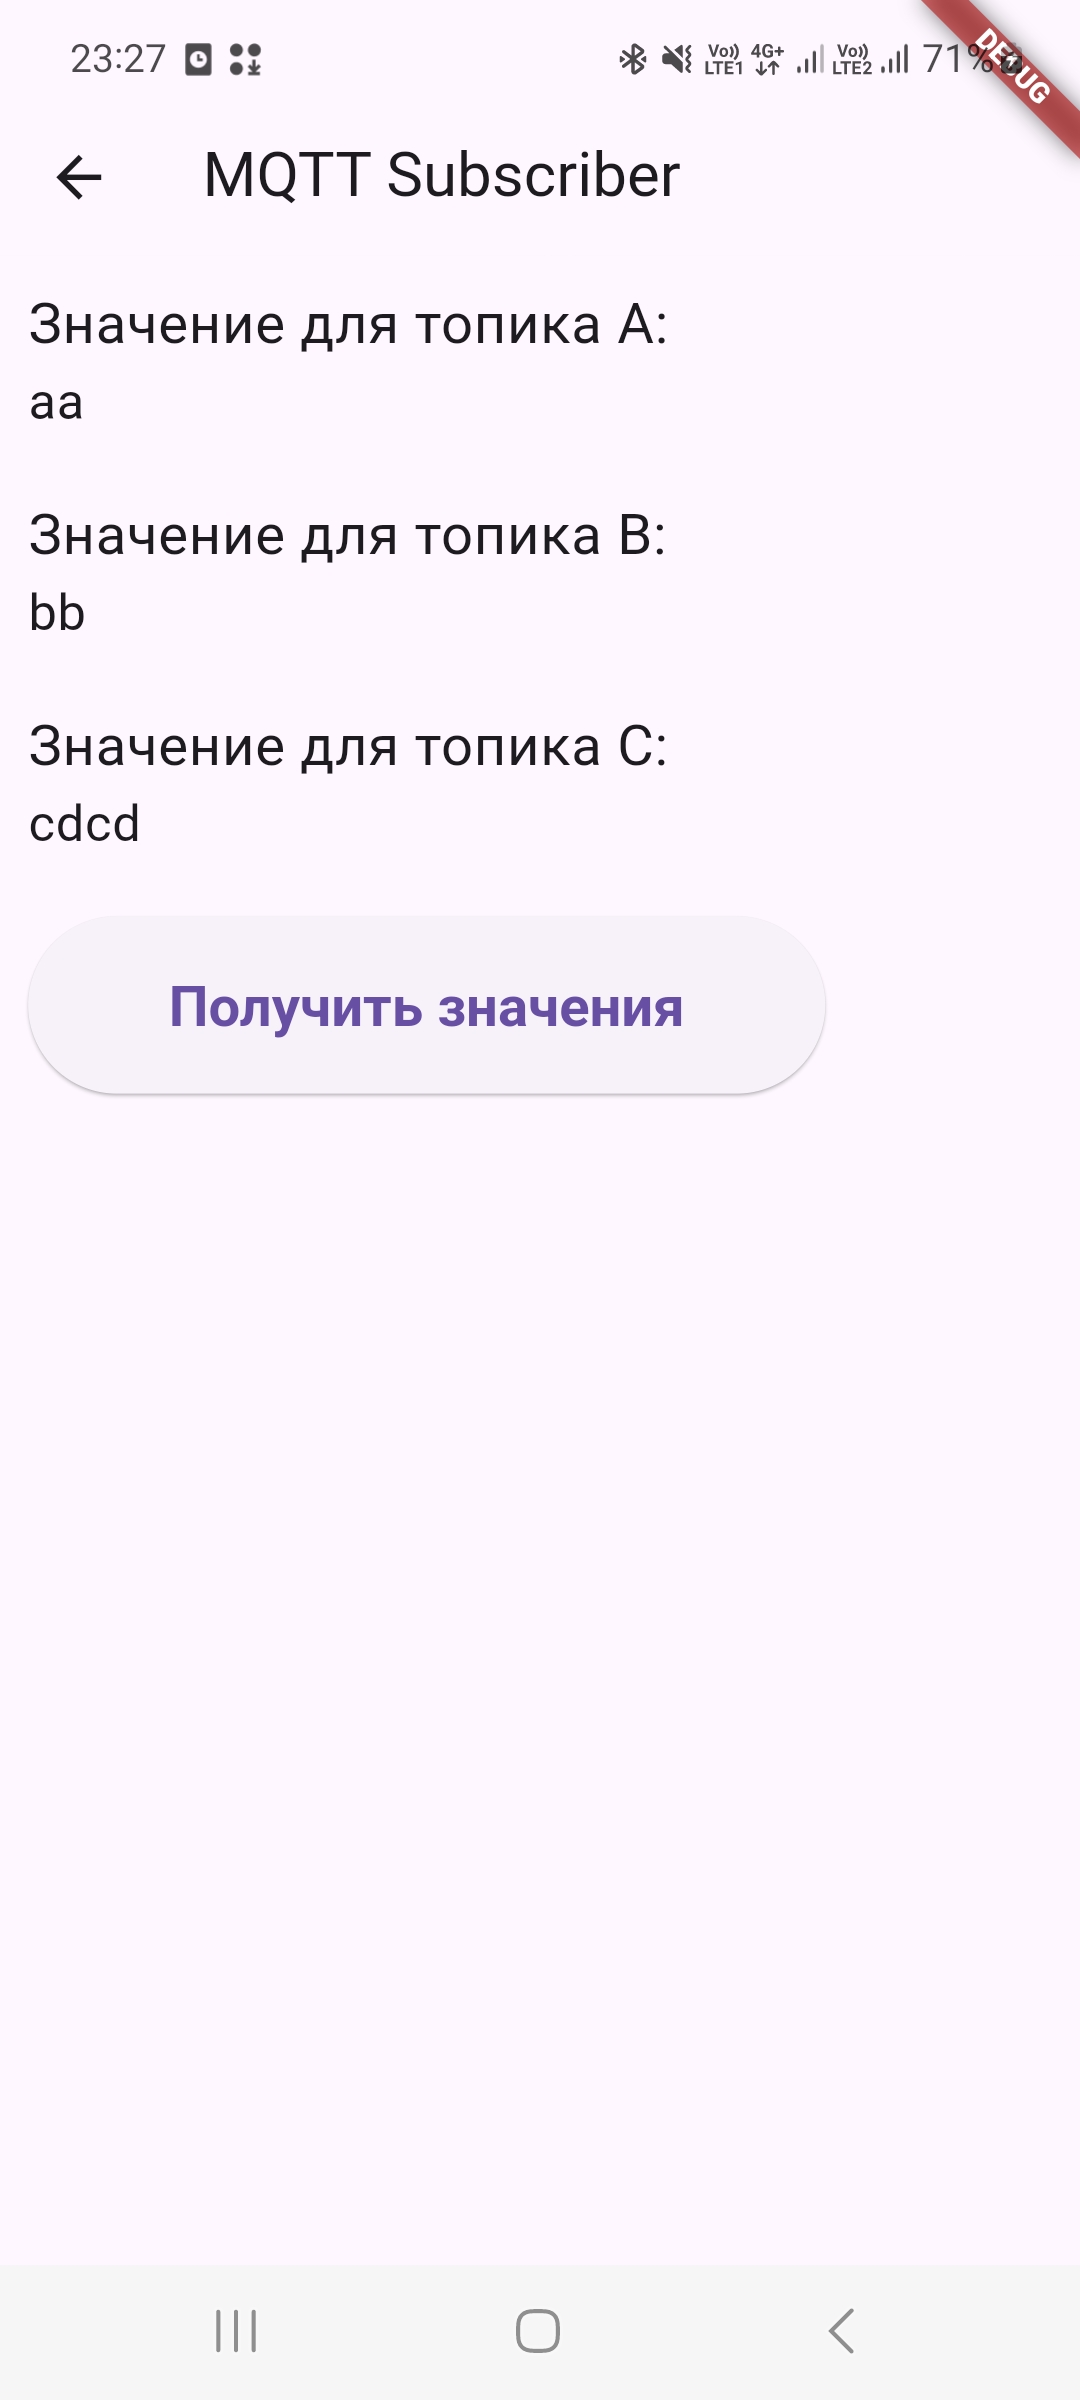 23:27 Vo)) LTE1 4G+ Vo)) LTE2 71%
DEBUG
MQTT Subscriber
Значение для топика A:
aa
Значение для топика B:
bb
Значение для топика C:
cdcd
Получить значения